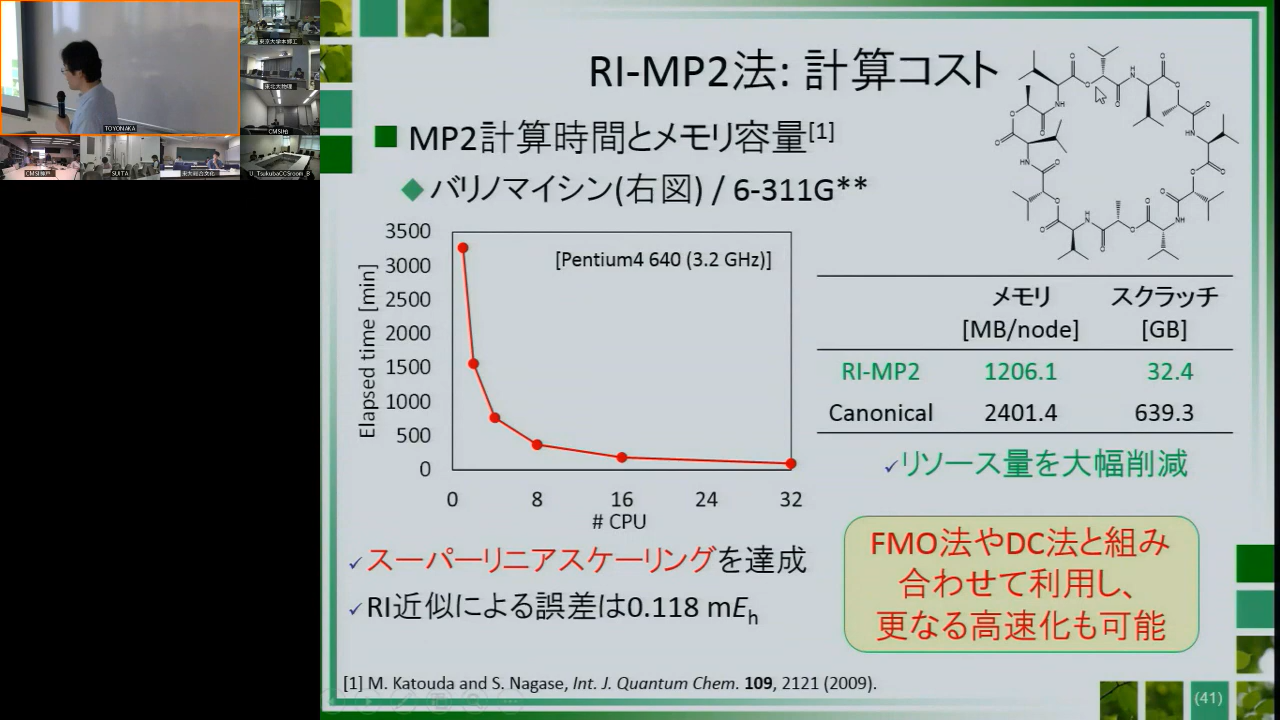 RI-MP2法: 計算コスト
MP2計算時間とメモリ容量[1]
バリノマイシン(右図) / 6-311G**
[Pentium4 640 (3.2 GHz)]
Elapsed time [min]
3500
3000
2500
2000
1500
1000
500
0
0 8 16 24 32
# CPU
メモリ スクラッチ
[MB/node] [GB]
RI-MP2 1206.1 32.4
Canonical 2401.4 639.3
✓リソース量を大幅削減
✓スーパーリニアスケーリングを達成
✓RI近似による誤差は0.118 mEh
FMO法やDC法と組み
合わせて利用し、
更なる高速化も可能
[1] M. Katouda and S. Nagase, Int. J. Quantum Chem. 109, 2121 (2009).
(41)
TOYONAKA
CMSI柏
CMSI神戸
SUITA
U_TsukubaCCSroom_B